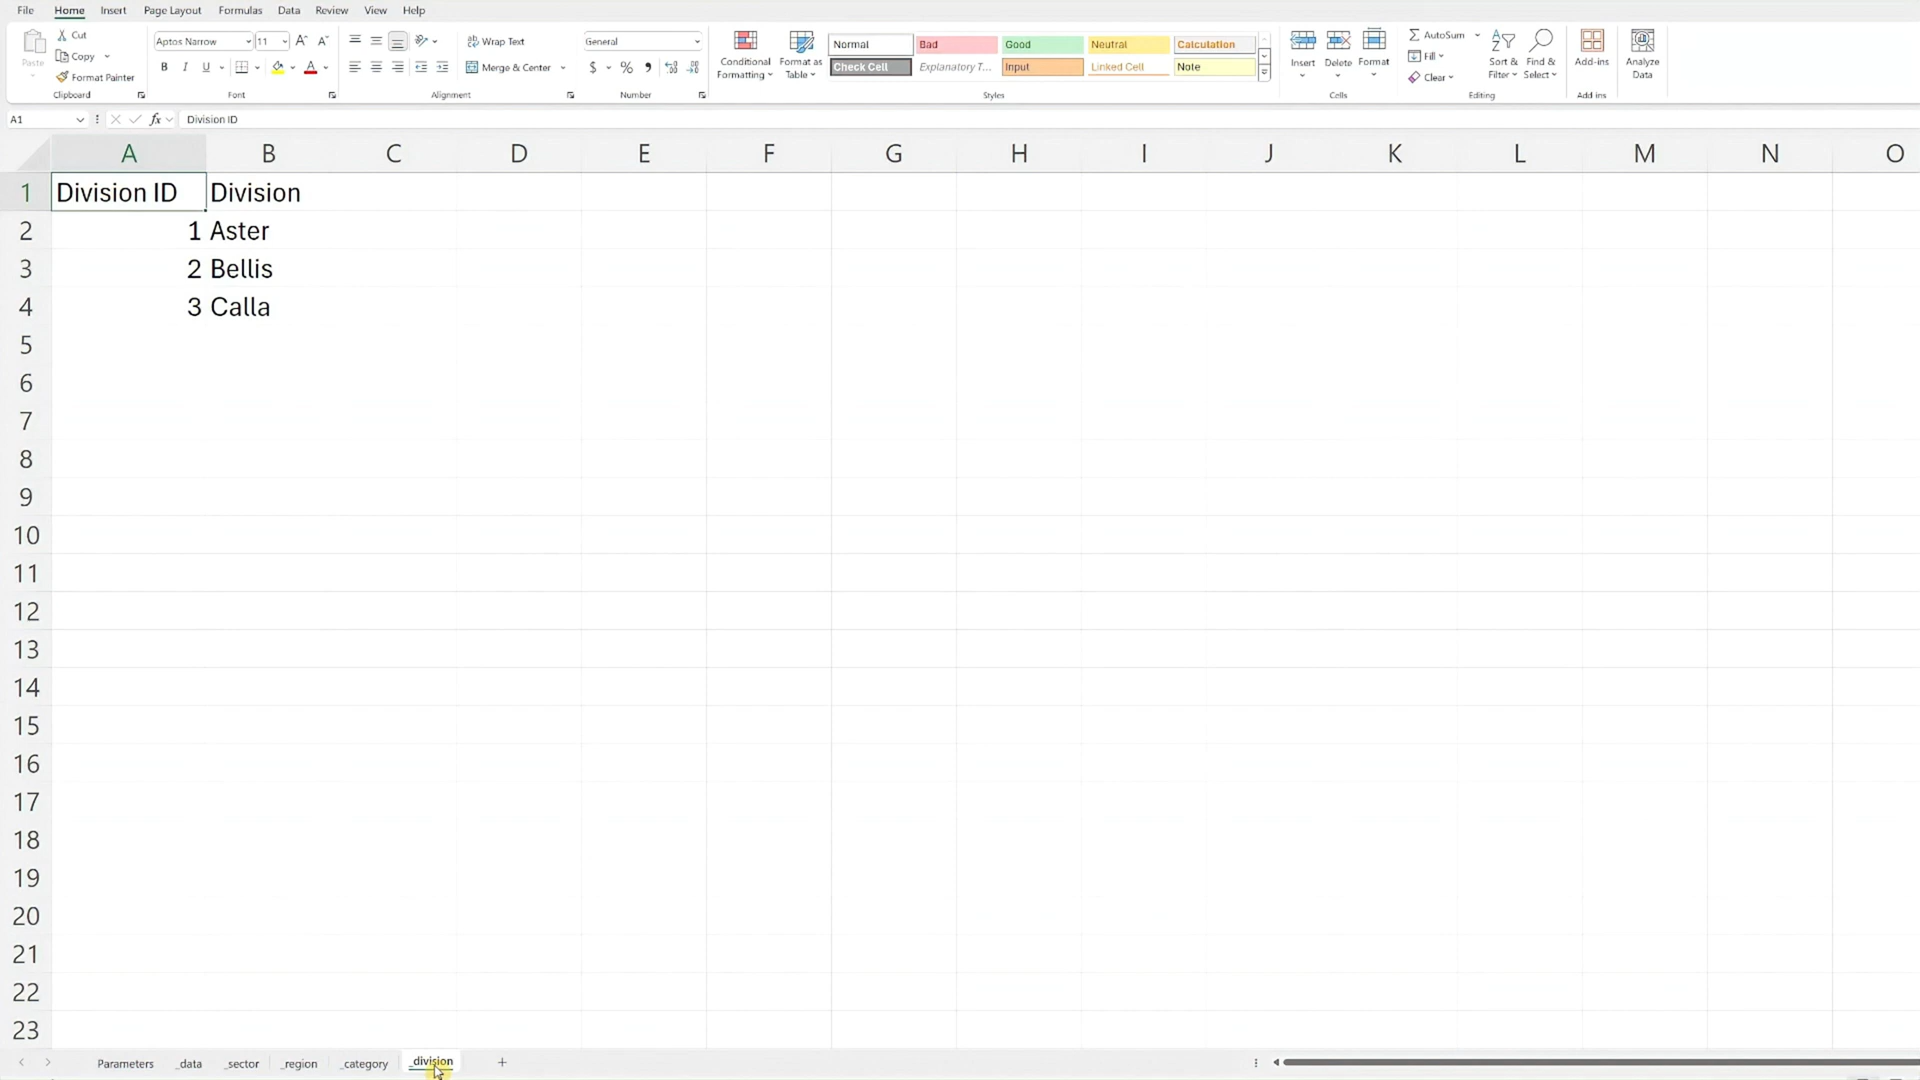 File Home Insert Page Layout Formulas Data Review View Help
Paste Cut Copy Format Painter Clipboard
Aptos Narrow 11 A A B I U A Font
Wrap Text Merge & Center Alignment
General $ % , Number
Conditional Formatting Format as Table Normal Bad Good Neutral Calculation
Check Cell Explanatory T... Input Linked Cell Note Styles
Insert Delete Format Cells
AutoSum Fill Clear Sort & Filter Find & Select Editing
Add-ins Add ins
Analyze Data
A1 fx Division ID
A B C D E F G H I J K L M N O
1 Division ID Division
2 1 Aster
3 2 Bellis
4 3 Calla
5
6
7
8
9
10
11
12
13
14
15
16
17
18
19
20
21
22
23
Parameters _data _sector _region _category _division +